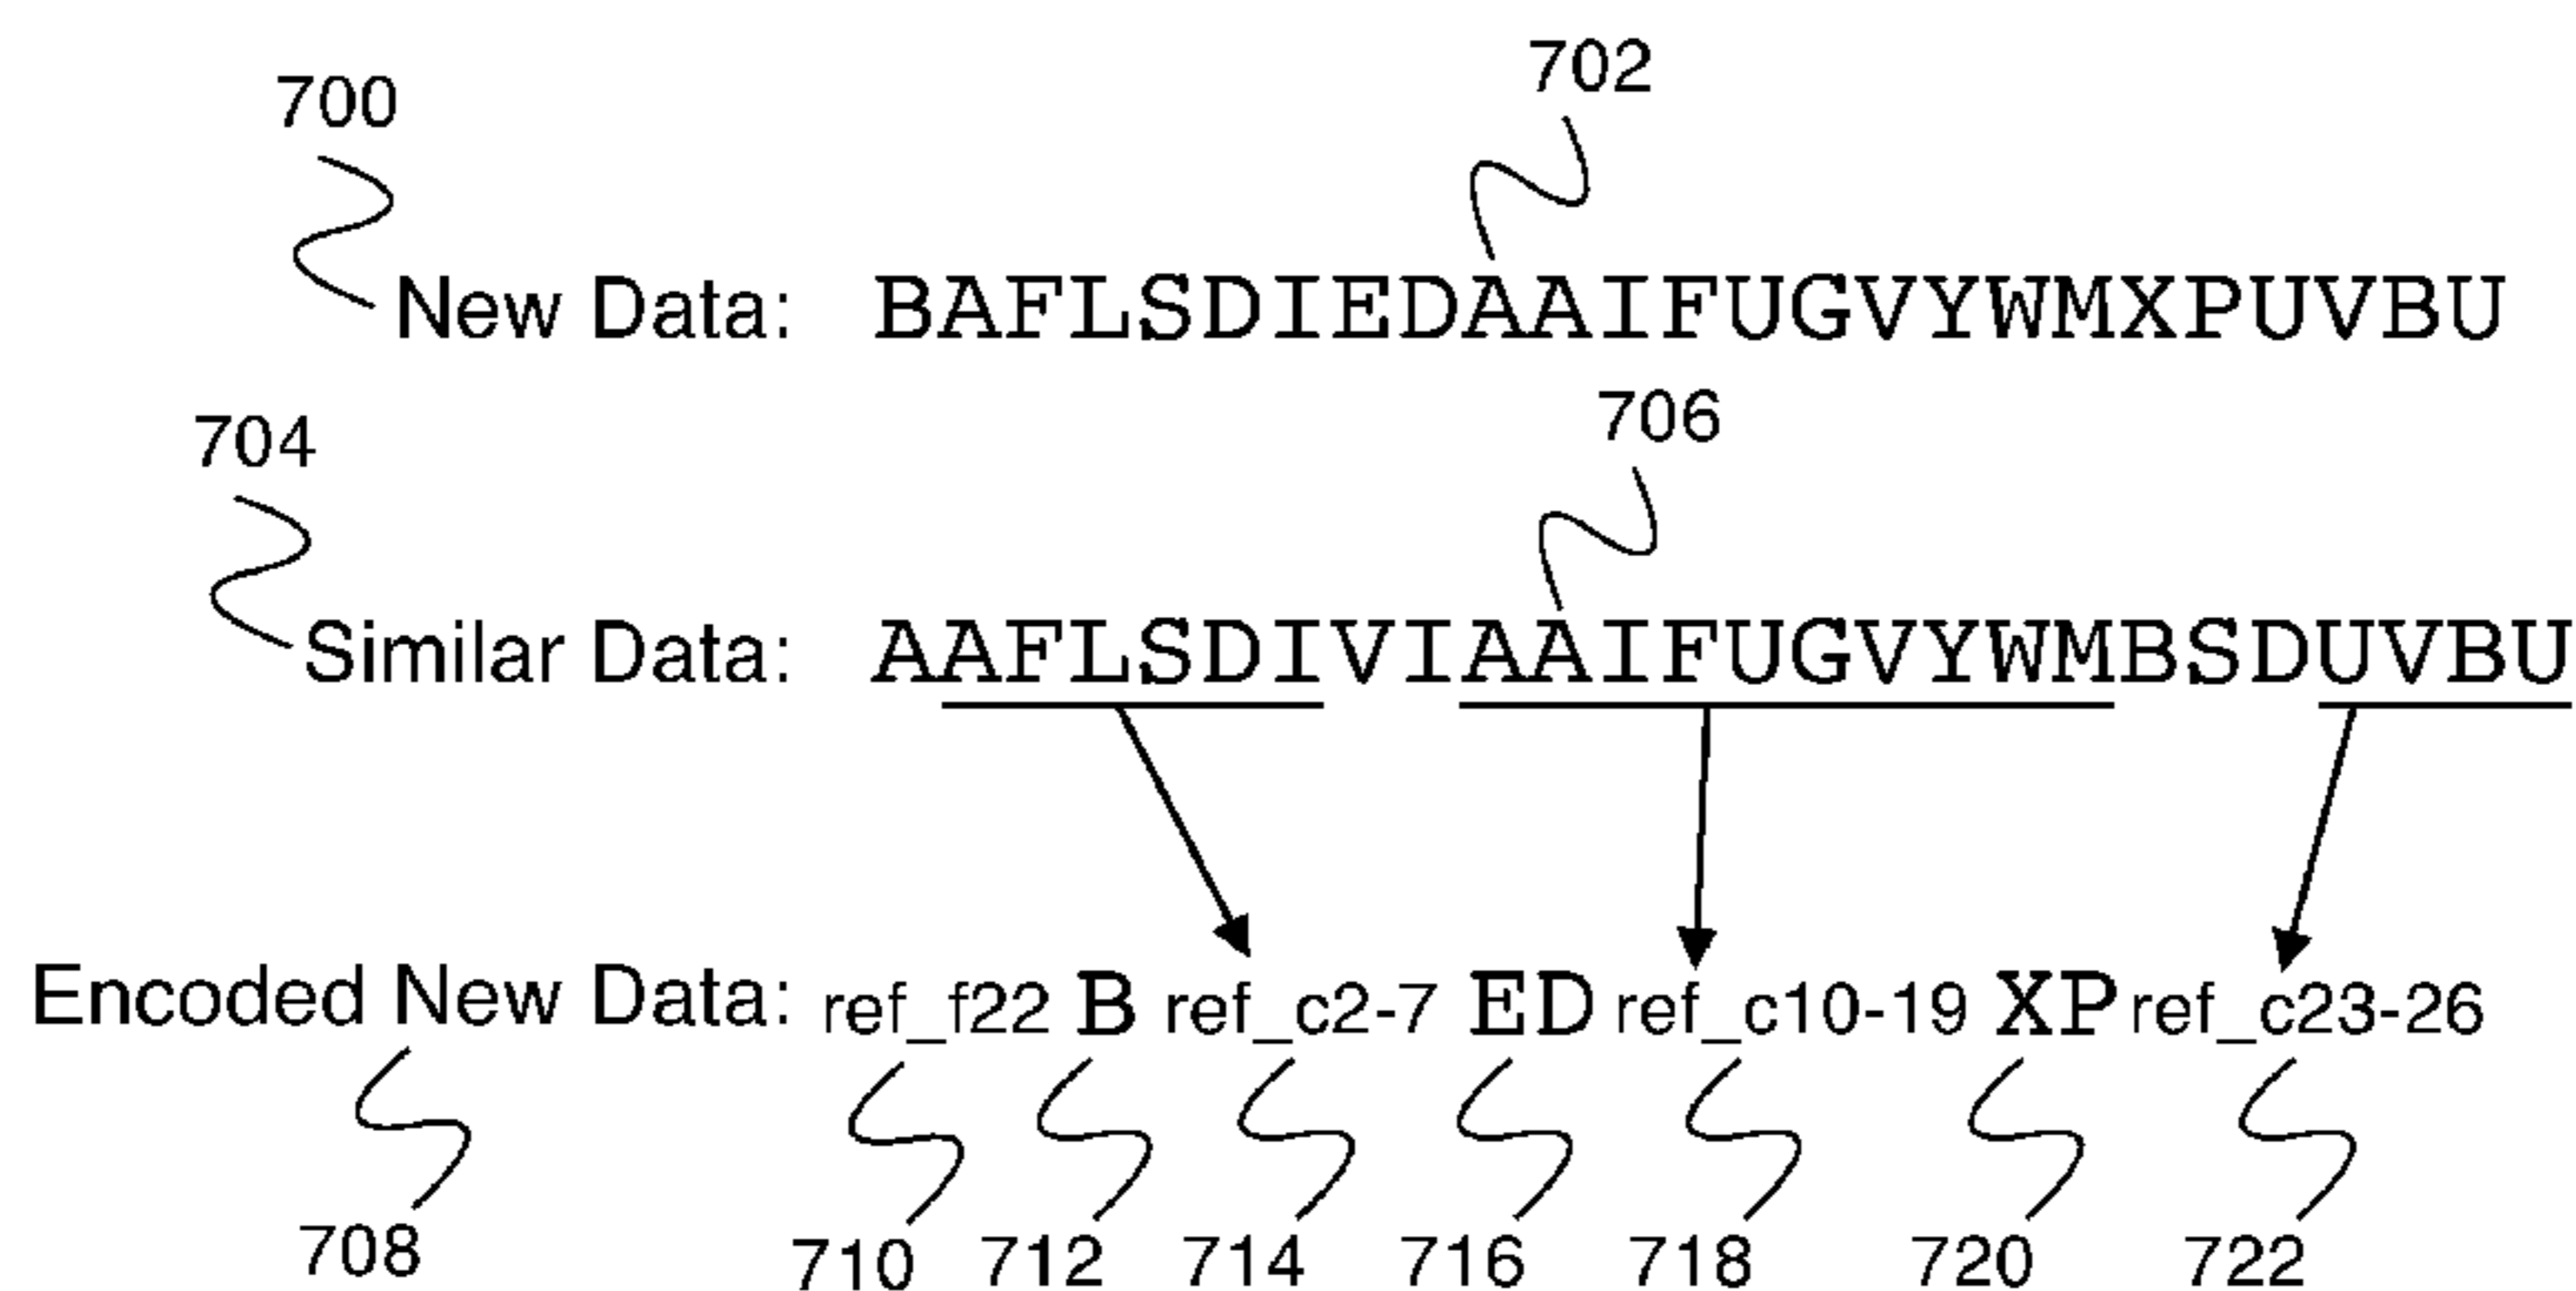 700
702
New Data: BAFLSDIEDAAIFUGVYWMXPUVBU
704
706
Similar Data: AAFLSDIVIAAIFUGVYWMBSDUVBU
Encoded New Data: ref_f22 B ref_c2-7 ED ref_c10-19 XP ref_c23-26
708 710 712 714 716 718 720 722